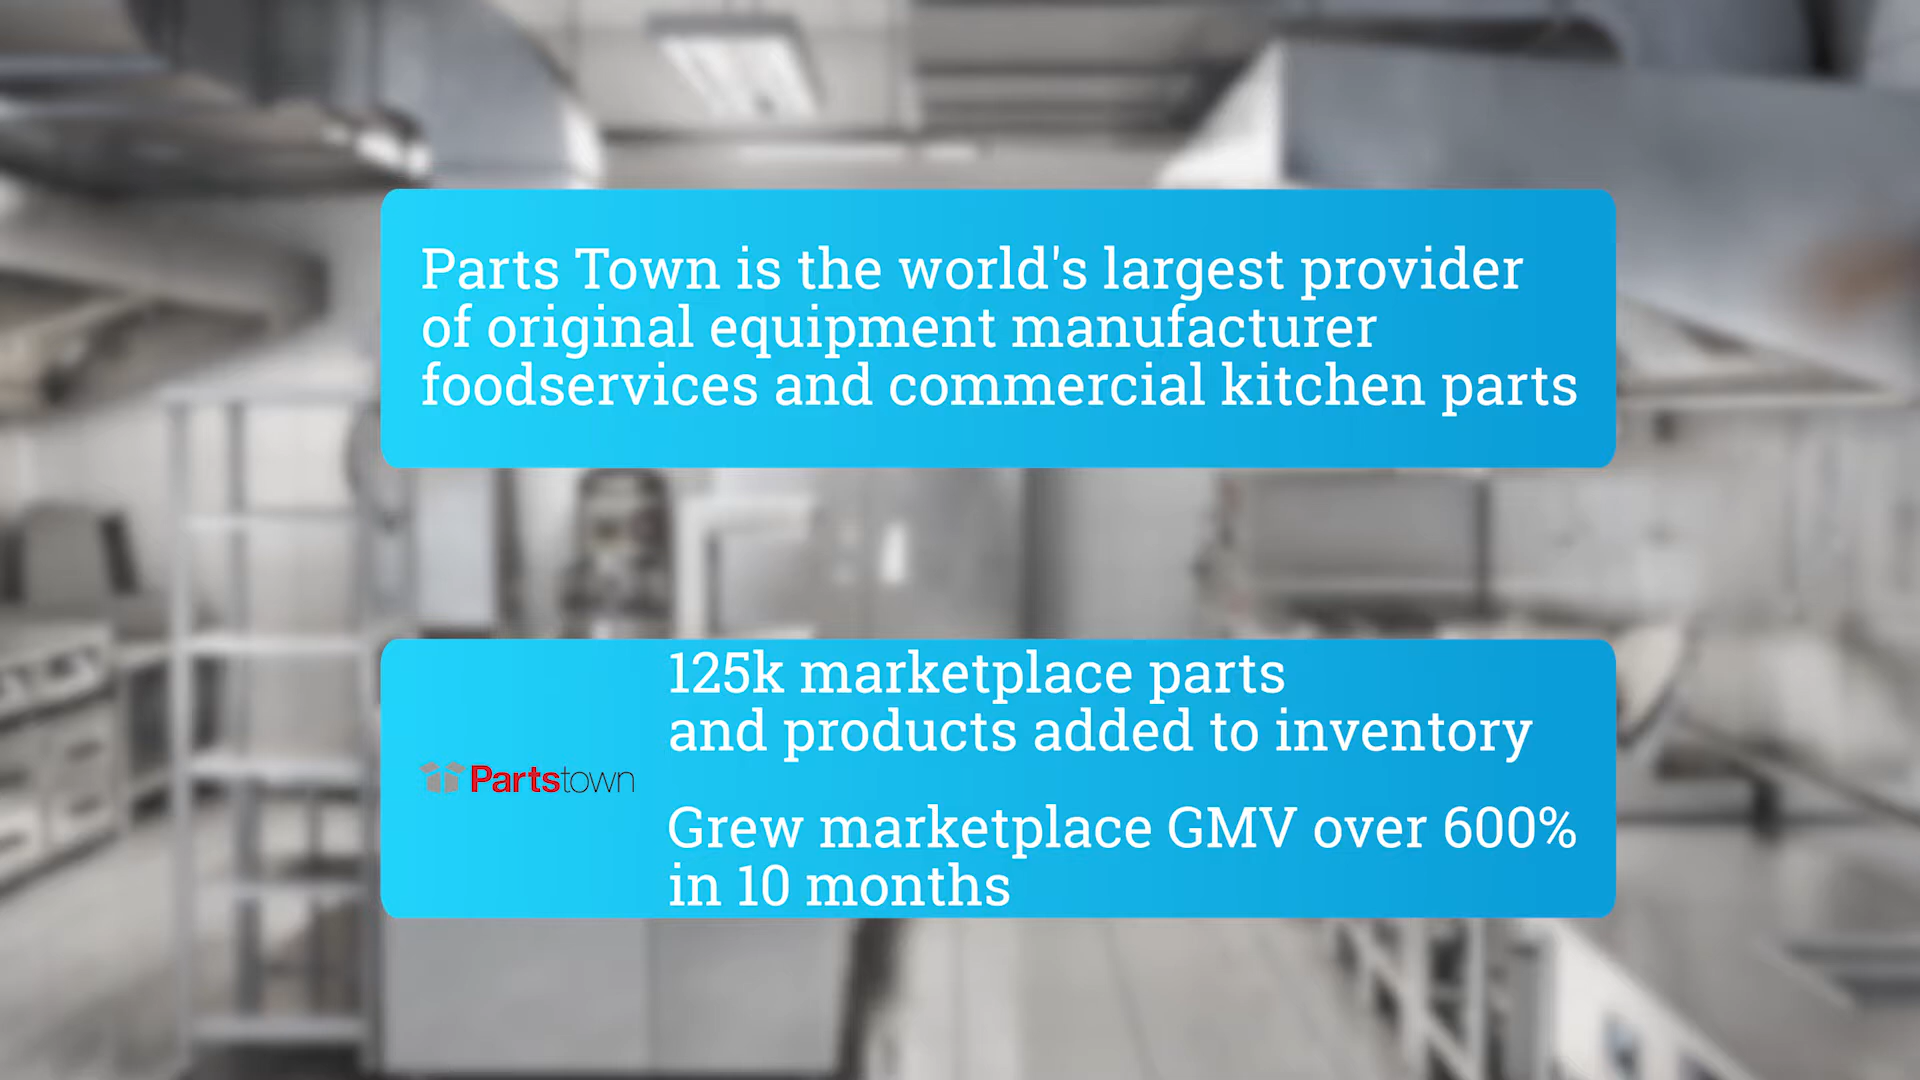 Parts Town is the world's largest provider
of original equipment manufacturer
foodservices and commercial kitchen parts
125k marketplace parts
and products added to inventory
Partstown
Grew marketplace GMV over 600%
in 10 months